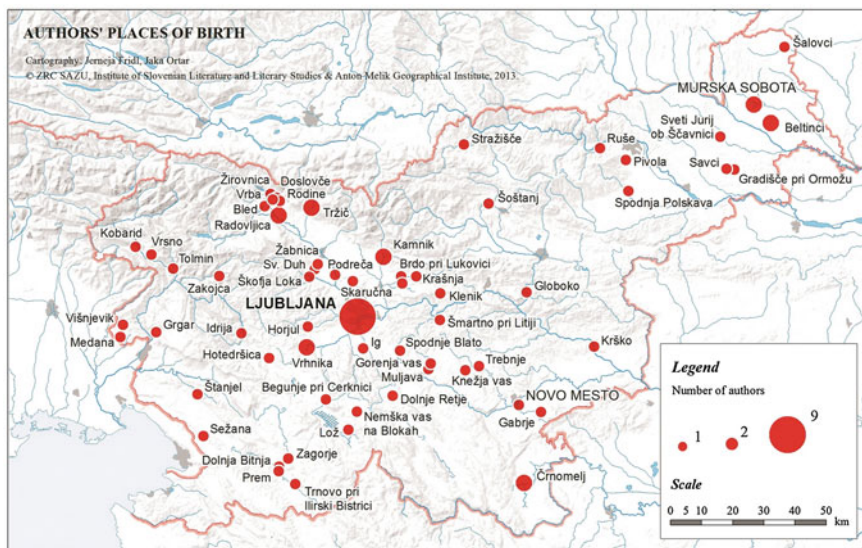 AUTHORS' PLACES OF BIRTH
Cartography: Jerneja Fridl, Jaka Ortar
© ZRC SAZU, Institute of Slovenian Literature and Literary Studies & Anton-Melik Geographical Institute, 2013.
Šalovci
MURSKA SOBOTA
Beltinci
Sveti Jurij
ob Ščavnici
Savci
Gradišče pri Ormožu
Stražišče
Ruše
Pivola
Spodnja Polskava
Šoštanj
Žirovnica
Doslovče
Vrba
Rodine
Bled
Radovljica
Tržič
Kobarid
Vrsno
Tolmin
Zakojca
Žabnica
Sv. Duh
Podreča
Škofja Loka
Skaručna
Kamnik
Brdo pri Lukovici
Krašnja
Klenik
Globoko
LJUBLJANA
Višnjevik
Medana
Grgar
Idrija
Horjul
Šmartno pri Litiji
Hotedršica
Vrhnika
Ig
Spodnje Blato
Gorenja vas
Muljava
Trebnje
Knežja vas
Krško
Štanjel
Begunje pri Cerknici
Dolnje Retje
NOVO MESTO
Gabrje
Nemška vas
na Blokah
Lož
Sežana
Zagorje
Dolnja Bitnja
Prem
Trnovo pri
Ilirski Bistrici
Črnomelj
Legend
Number of authors
1
2
9
Scale
0 10 20 30 40 50
km